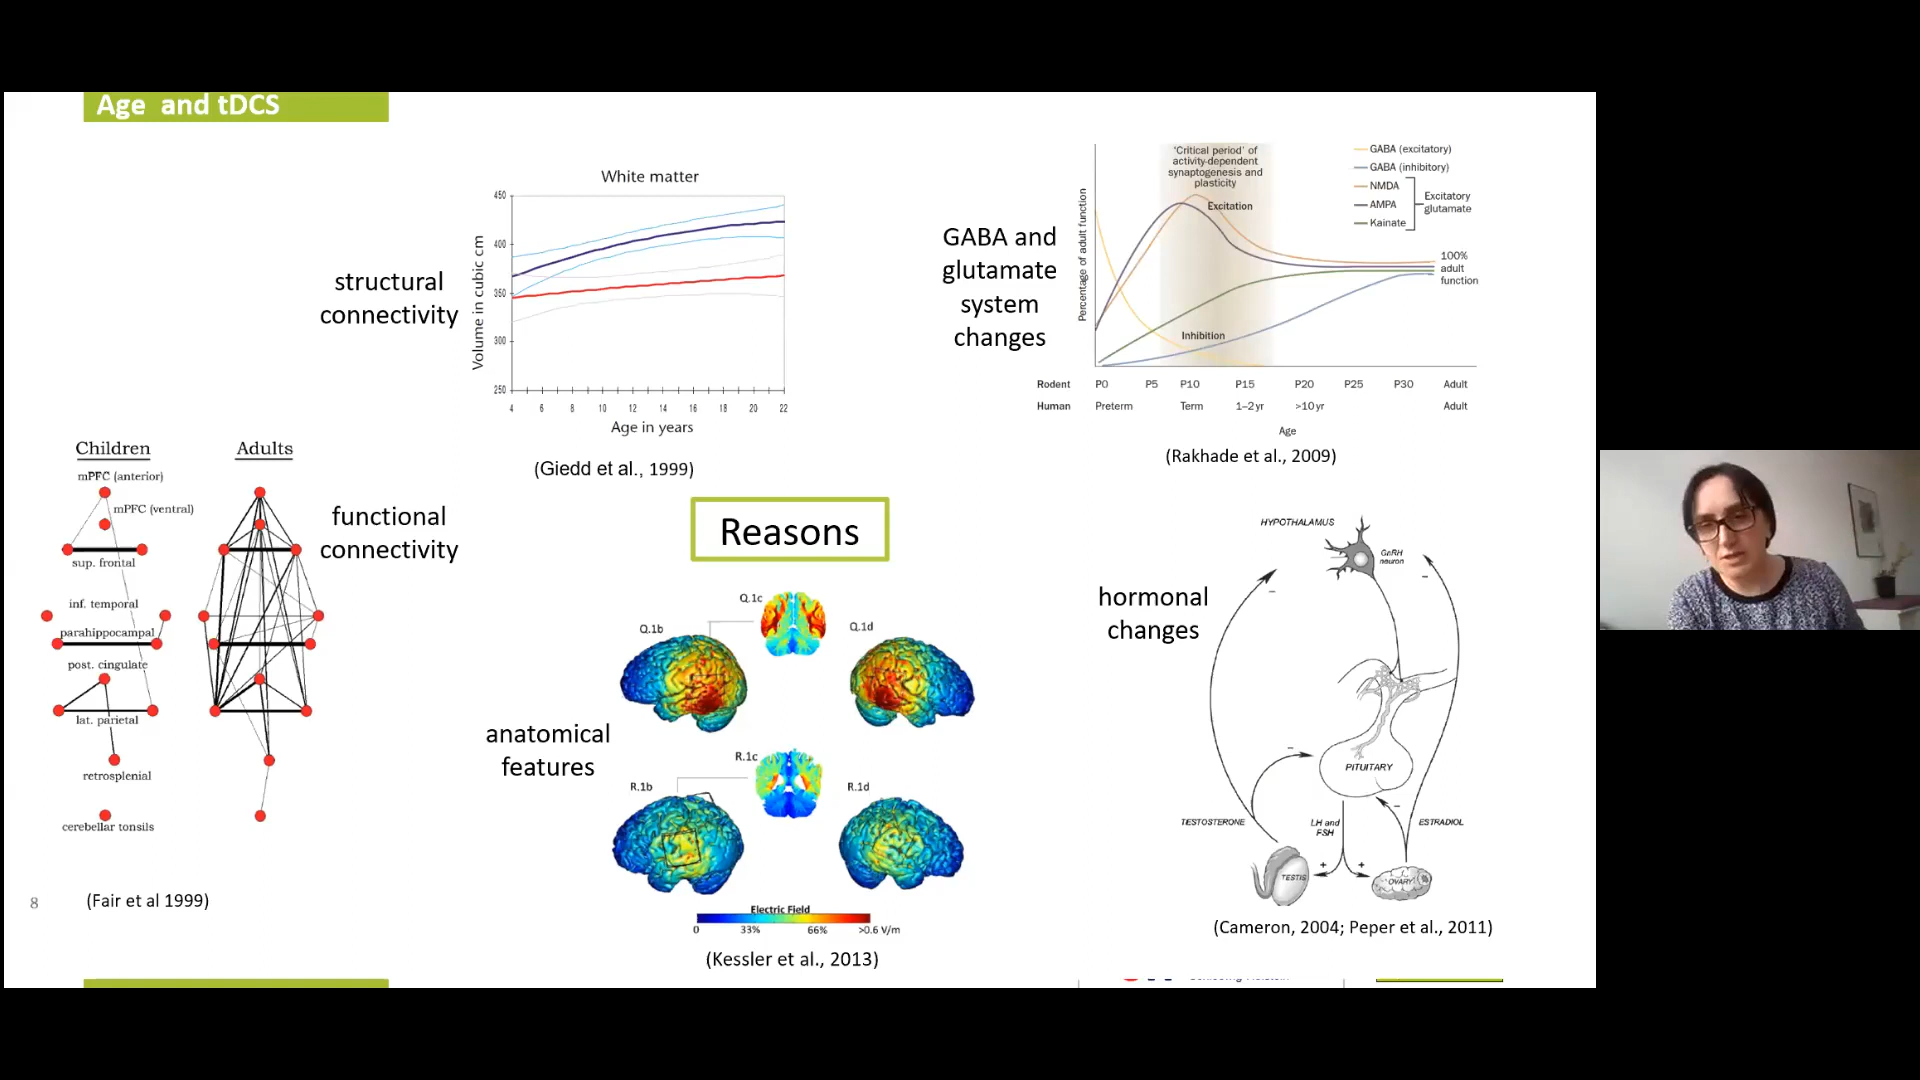 Age and tDCS
White matter
Volume in cubic cm
450
400
350
300
250
4 6 8 10 12 14 16 18 20 22
Age in years
(Giedd et al., 1999)
structural
connectivity
GABA and
glutamate
system
changes
Percentage of adult function
'Critical period' of
activity-dependent
synaptogenesis and
plasticity
Excitation
Inhibition
GABA (excitatory)
GABA (inhibitory)
NMDA
AMPA
Kainate
Excitatory
glutamate
100%
adult
function
Rodent P0 P5 P10 P15 P20 P25 P30 Adult
Human Preterm Term 1–2yr >10yr Adult
Age
(Rakhade et al., 2009)
Children Adults
mPFC (anterior)
mPFC (ventral)
sup. frontal
inf. temporal
parahippocampal
post. cingulate
lat. parietal
retrosplenial
cerebellar tonsils
functional
connectivity
(Fair et al 1999)
8
Reasons
anatomical
features
Q.1b
Q.1c
Q.1d
R.1b
R.1c
R.1d
Electric Field
0 33% 66% >0.6 V/m
(Kessler et al., 2013)
hormonal
changes
HYPOTHALAMUS
GnRH
neuron
PITUITARY
TESTOSTERONE
LH and
FSH
ESTRADIOL
TESTIS
OVARY
(Cameron, 2004; Peper et al., 2011)